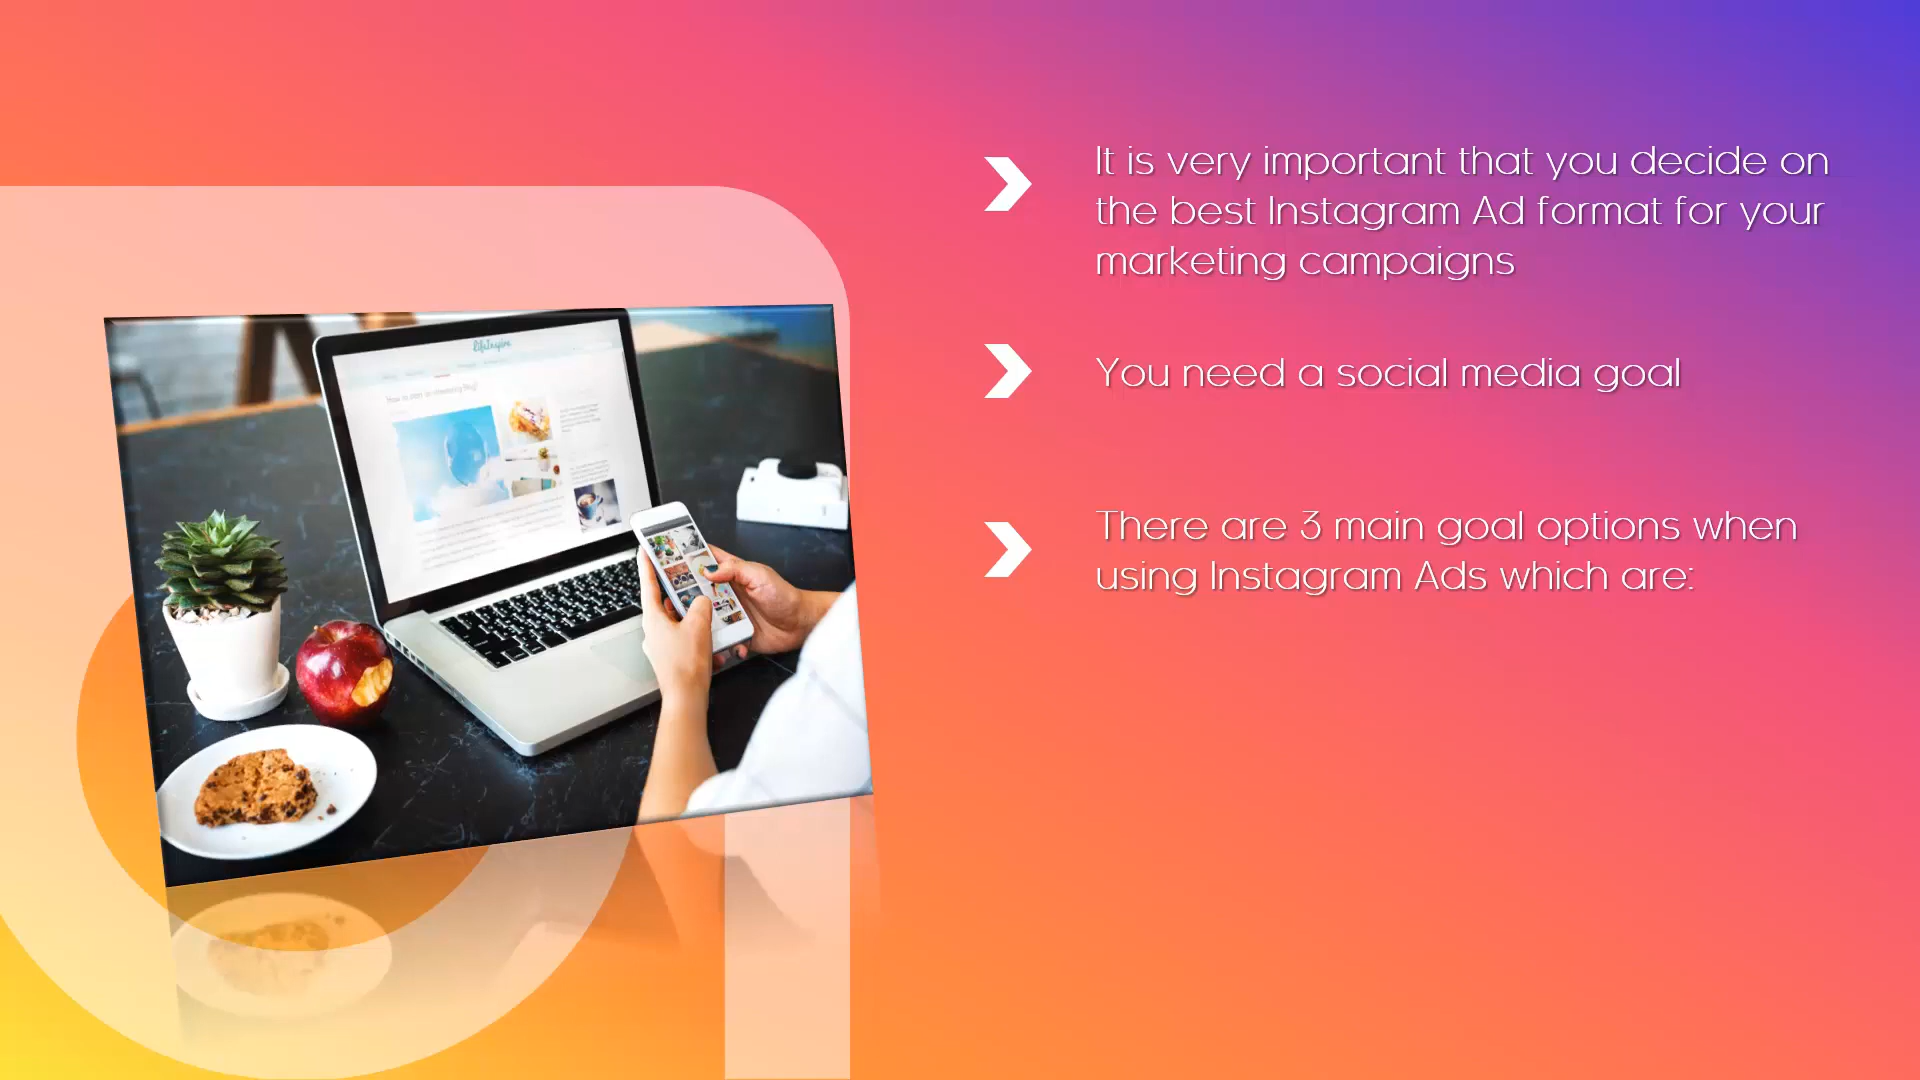 It is very important that you decide on
the best Instagram Ad format for your
marketing campaigns
You need a social media goal
There are 3 main goal options when
using Instagram Ads which are:
lifeInspire